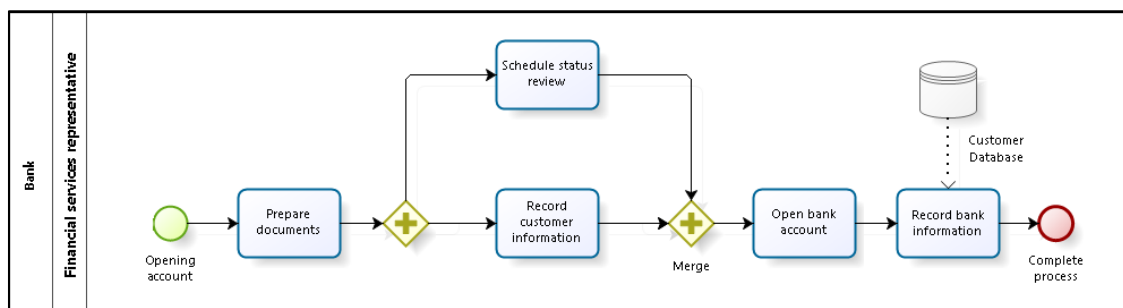 Bank
Financial services representative
Opening
account
Prepare
documents
Schedule status
review
Record
customer
information
Merge
Open bank
account
Customer
Database
Record bank
information
Complete
process